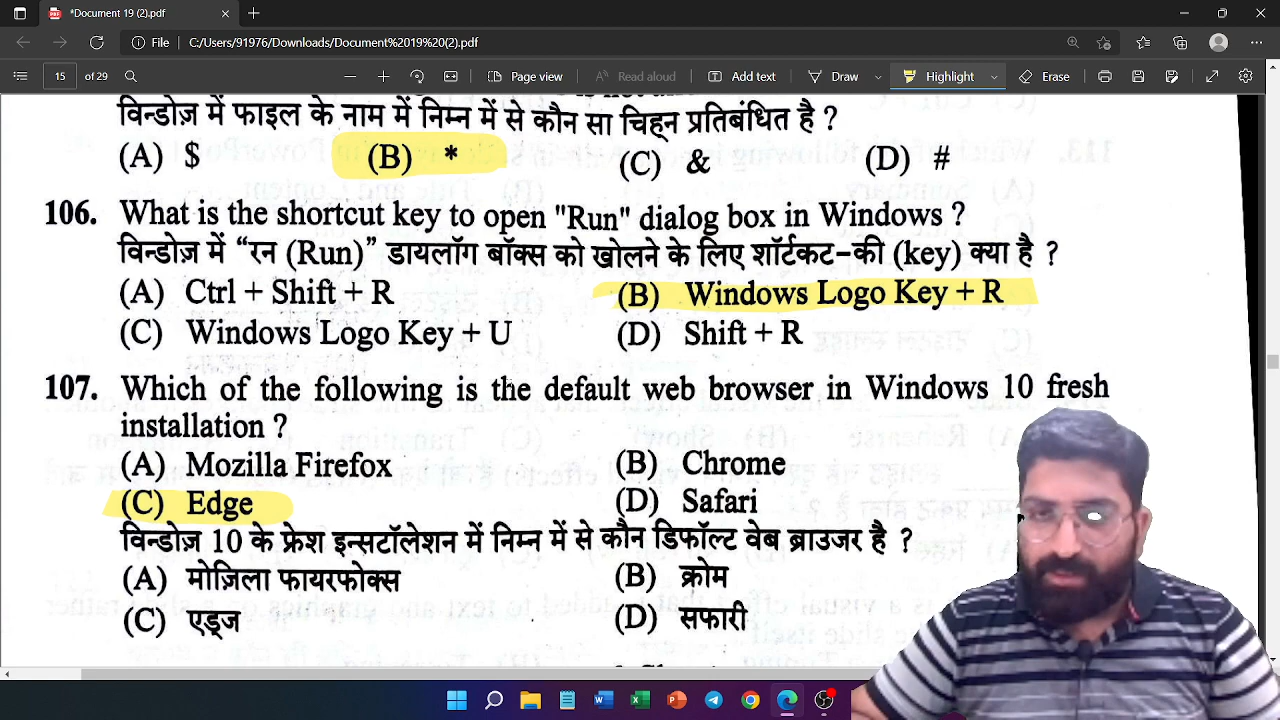 *Document 19 (2).pdf
File C:/Users/91976/Downloads/Document%2019%20(2).pdf
15 of 29 Page view Read aloud Add text Draw Highlight Erase
विन्डोज़ में फाइल के नाम में निम्न में से कौन सा चिह्न प्रतिबंधित है ?
(A) $ (B) * (C) & (D) #
106. What is the shortcut key to open "Run" dialog box in Windows ?
विन्डोज़ में “रन (Run)” डायलॉग बॉक्स को खोलने के लिए शॉर्टकट-की (key) क्या है ?
(A) Ctrl + Shift + R (B) Windows Logo Key + R
(C) Windows Logo Key + U (D) Shift + R
107. Which of the following is the default web browser in Windows 10 fresh
installation ?
(A) Mozilla Firefox (B) Chrome
(C) Edge (D) Safari
विन्डोज़ 10 के फ्रेश इन्सटॉलेशन में निम्न में से कौन डिफॉल्ट वेब ब्राउजर है ?
(A) मोज़िला फायरफोक्स (B) क्रोम
(C) एड्ज (D) सफारी